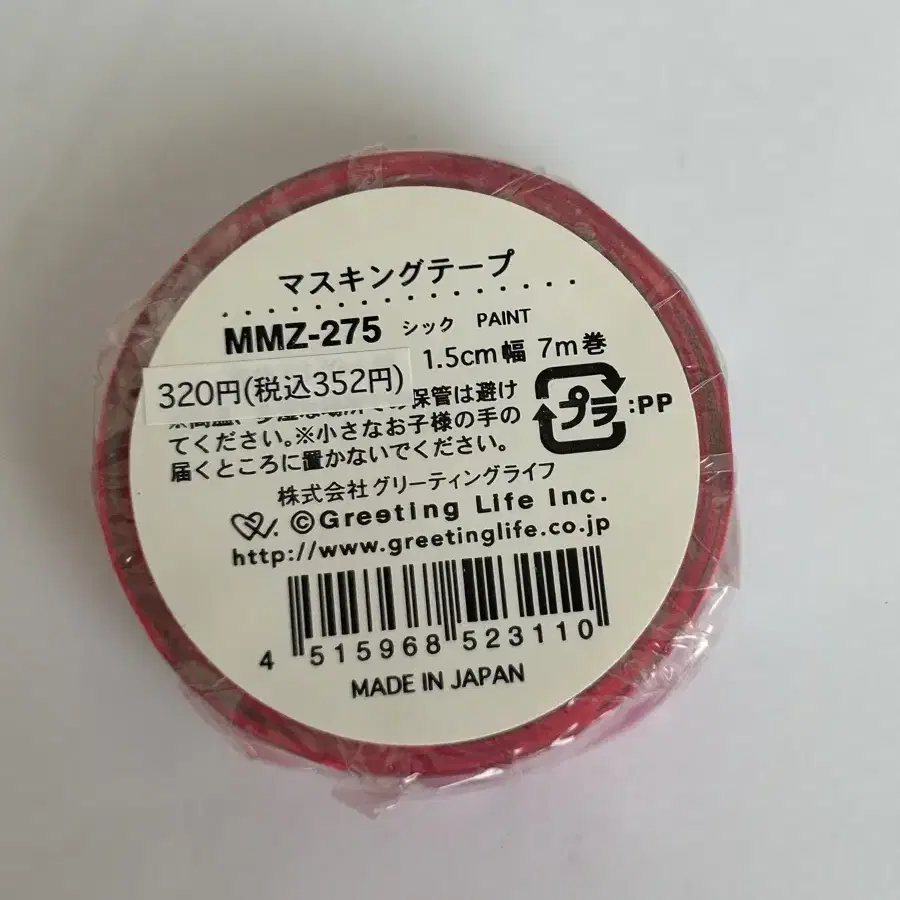 マスキングテープ
MMZ-275 シック PAINT
1.5cm幅 7m巻
320円(税込352円)
保管は避け
てください。※小さなお子様の手の
届くところに置かないでください。
プラ :PP
株式会社グリーティングライフ
©Greeting Life Inc.
http://www.greetinglife.co.jp
4 515968 523110
MADE IN JAPAN